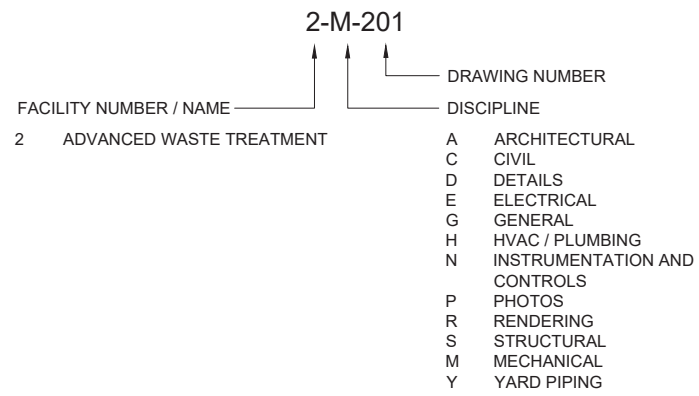 2-M-201
DRAWING NUMBER
FACILITY NUMBER / NAME
DISCIPLINE
2 ADVANCED WASTE TREATMENT
A ARCHITECTURAL
C CIVIL
D DETAILS
E ELECTRICAL
G GENERAL
H HVAC / PLUMBING
N INSTRUMENTATION AND
CONTROLS
P PHOTOS
R RENDERING
S STRUCTURAL
M MECHANICAL
Y YARD PIPING